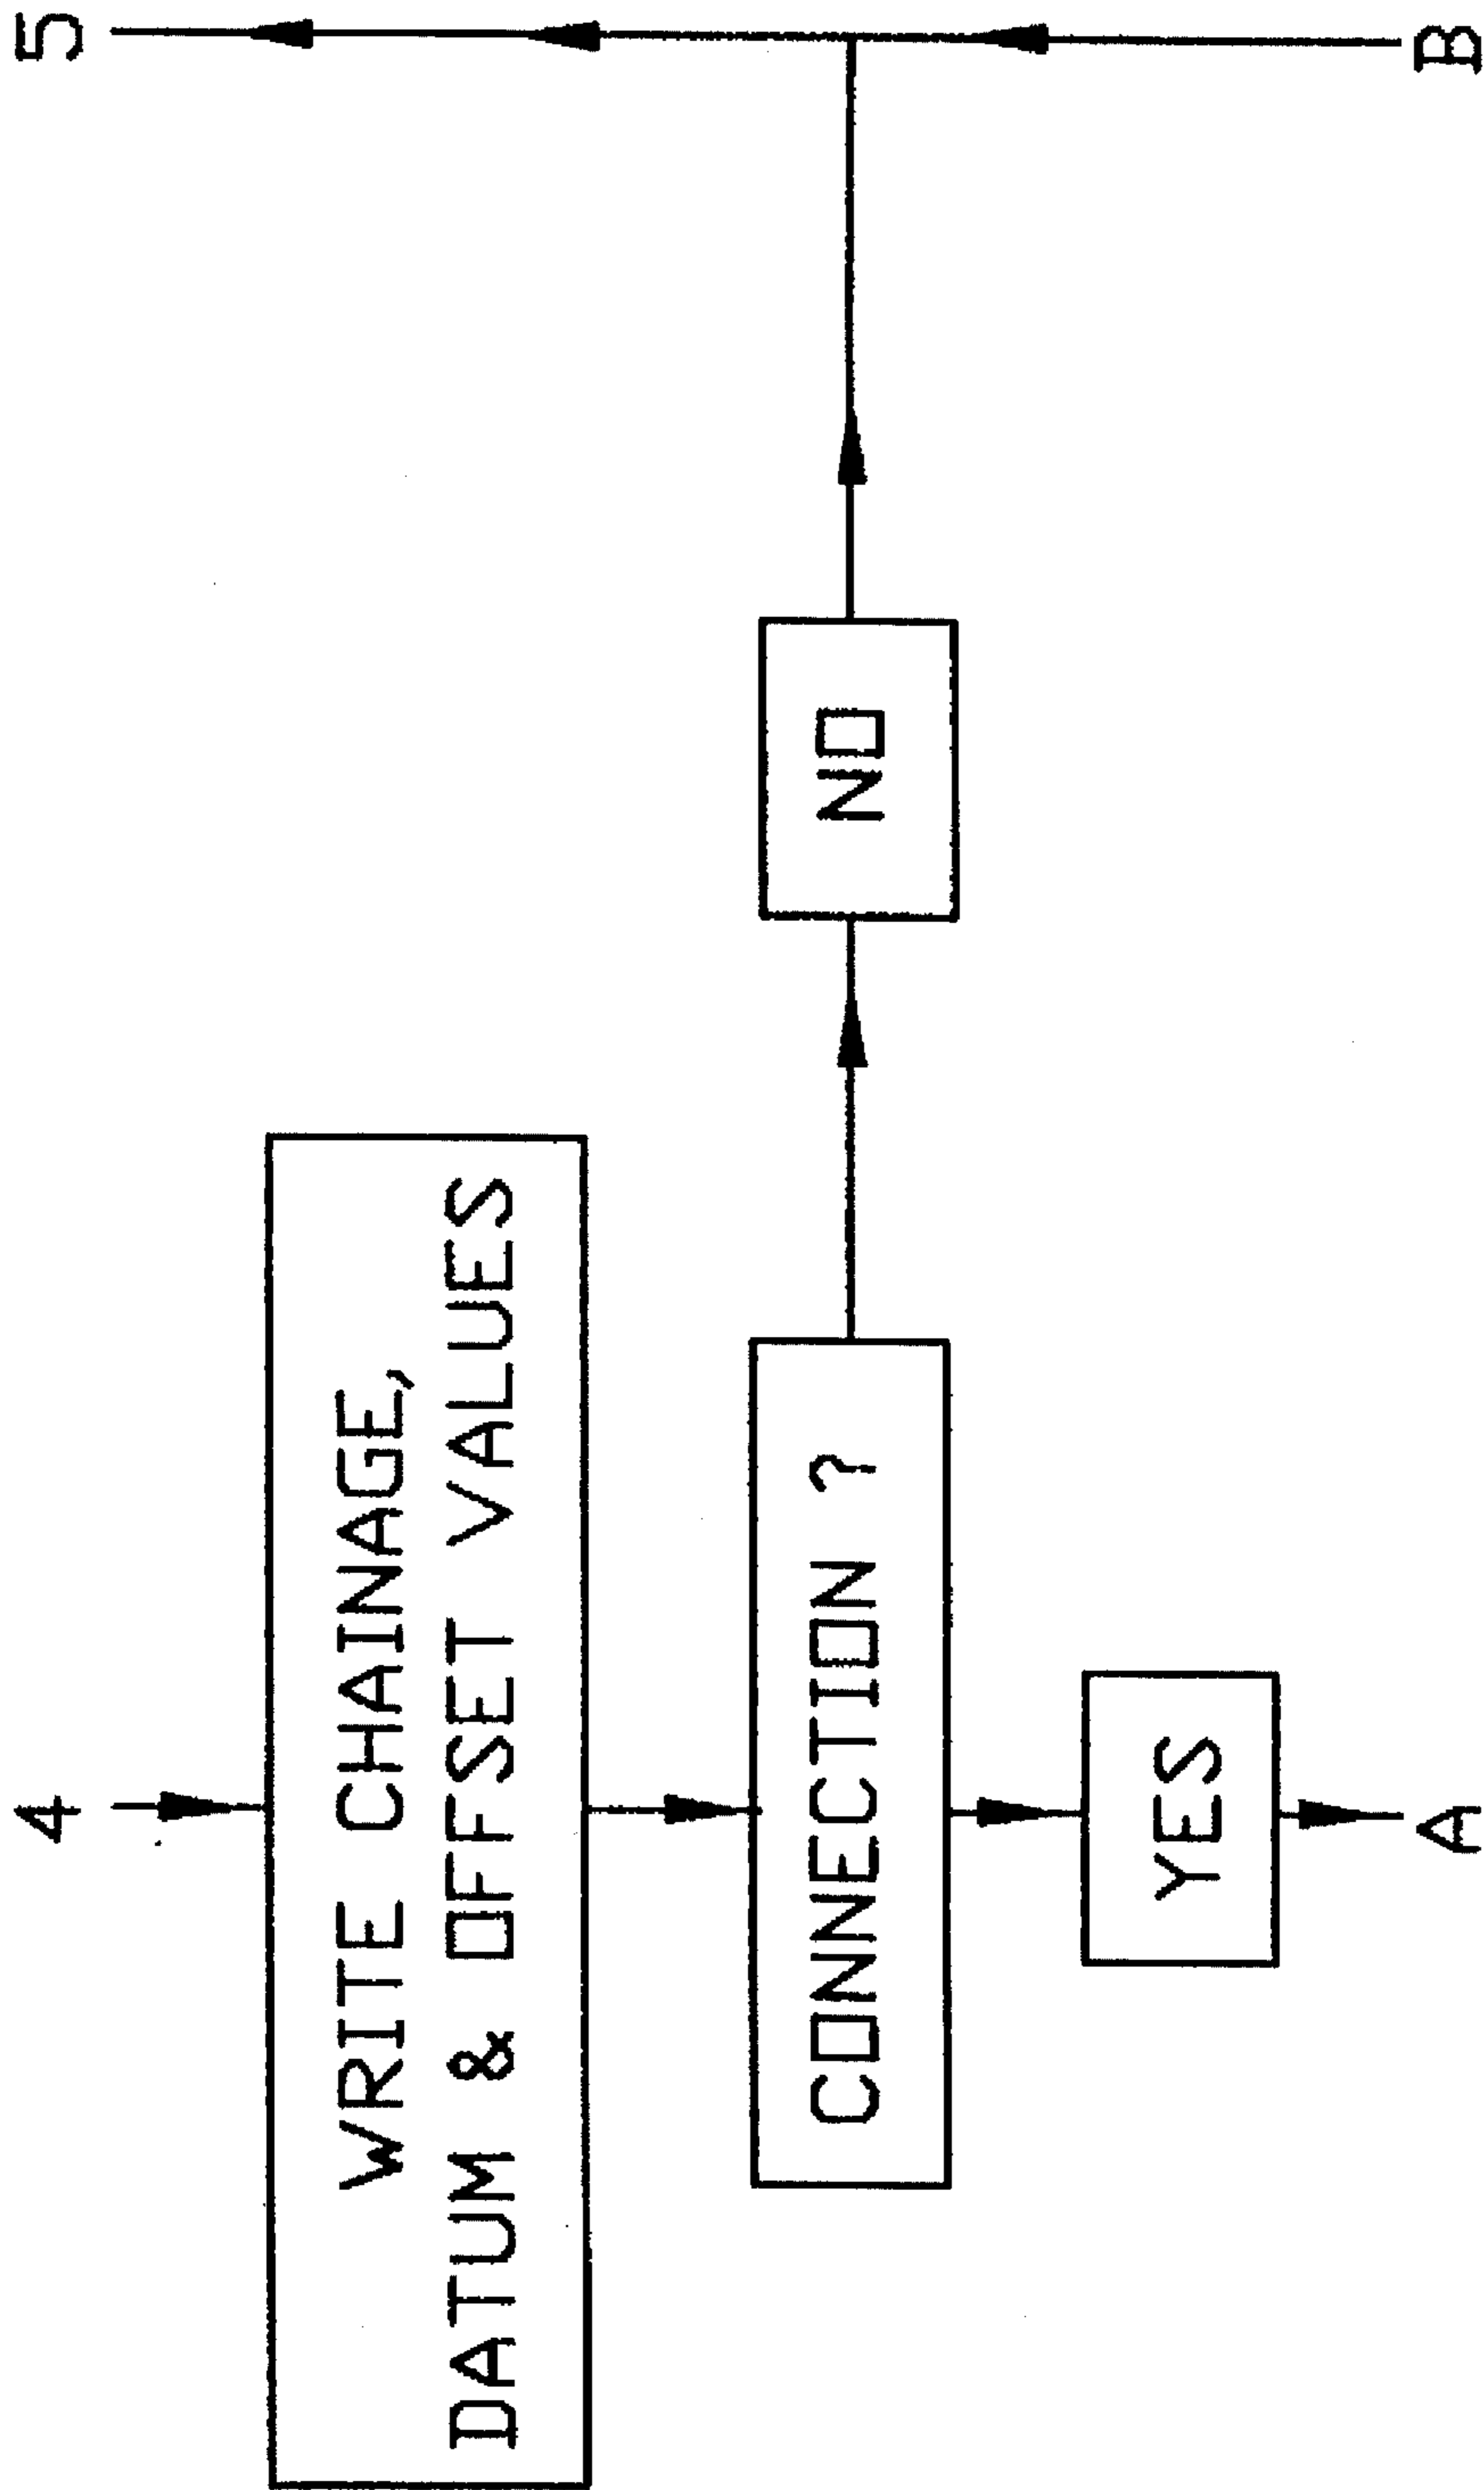 4
5
WRITE CHAINAGE,
DATUM & OFFSET VALUES
CONNECTION ?
NO
YES
A
B